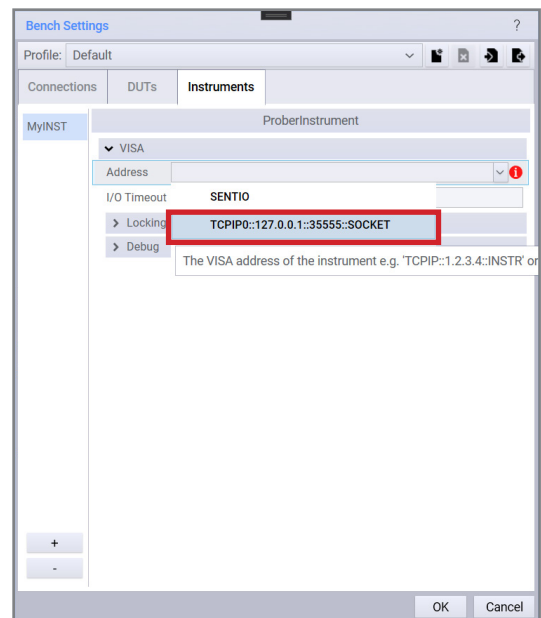 Bench Settings ?
Profile: Default
Connections DUTs Instruments
MyINST ProberInstrument
VISA
Address
I/O Timeout SENTIO
Locking TCPIP0::127.0.0.1::35555::SOCKET
Debug
The VISA address of the instrument e.g. 'TCPIP::1.2.3.4::INSTR' or
+
-
OK Cancel